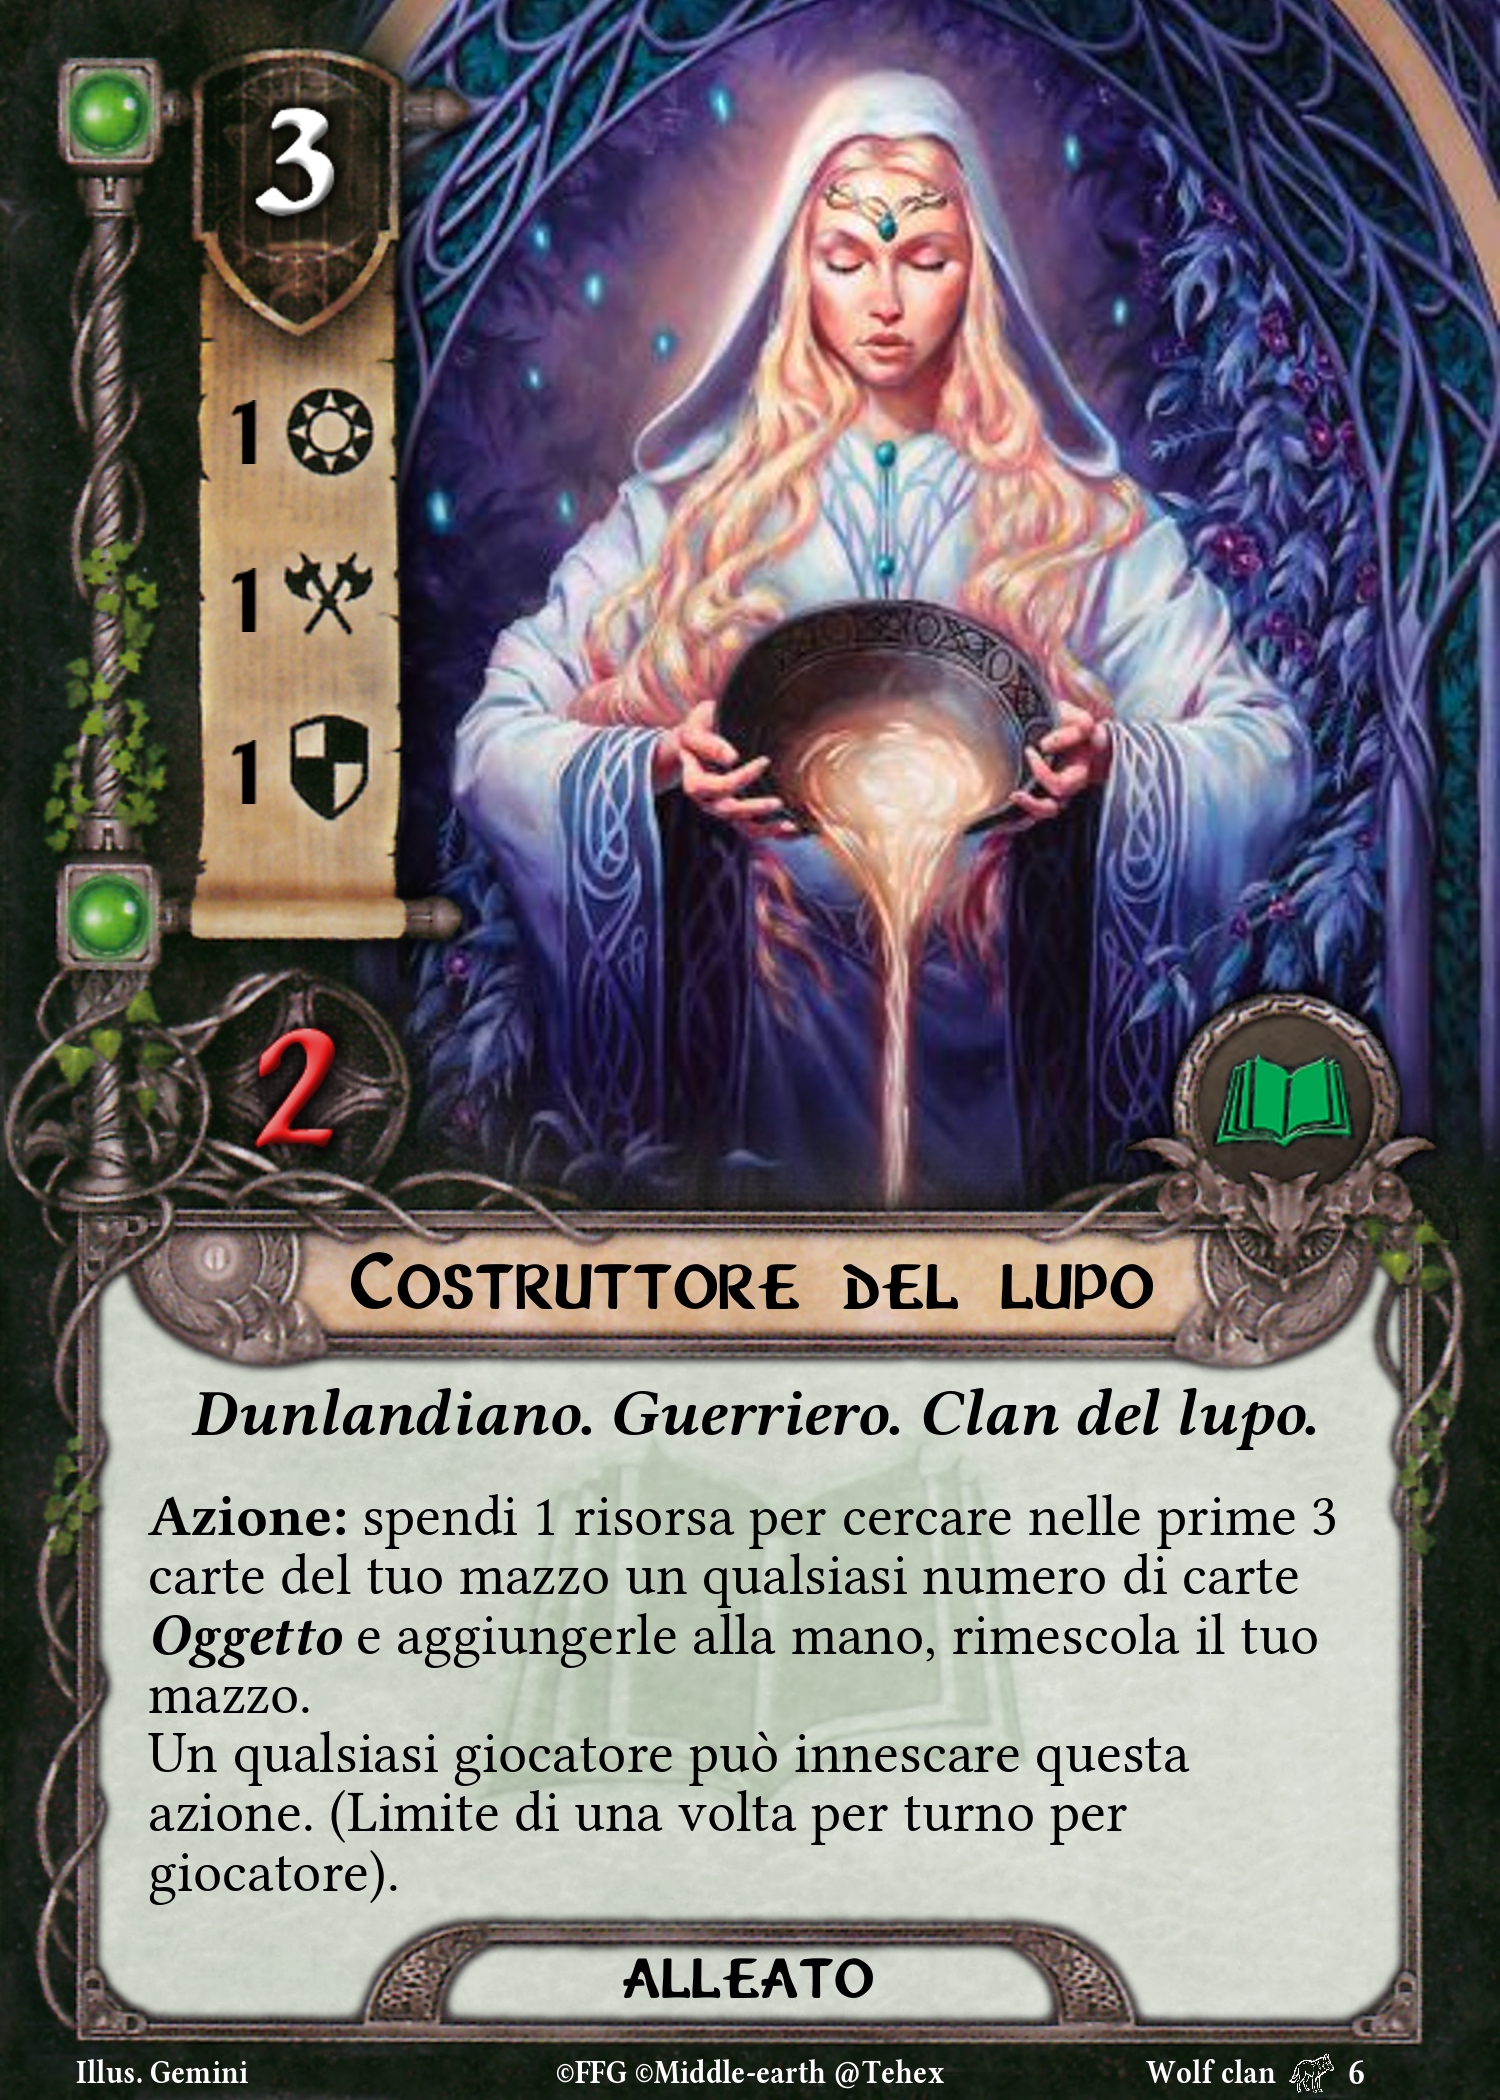 3
1
1
1
2
Costruttore del lupo
Dunlandiano. Guerriero. Clan del lupo.
Azione: spendi 1 risorsa per cercare nelle prime 3
carte del tuo mazzo un qualsiasi numero di carte
Oggetto e aggiungerle alla mano, rimescola il tuo
mazzo.
Un qualsiasi giocatore può innescare questa
azione. (Limite di una volta per turno per
giocatore).
ALLEATO
Illus. Gemini ©FFG ©Middle-earth @Tehex Wolf clan 6